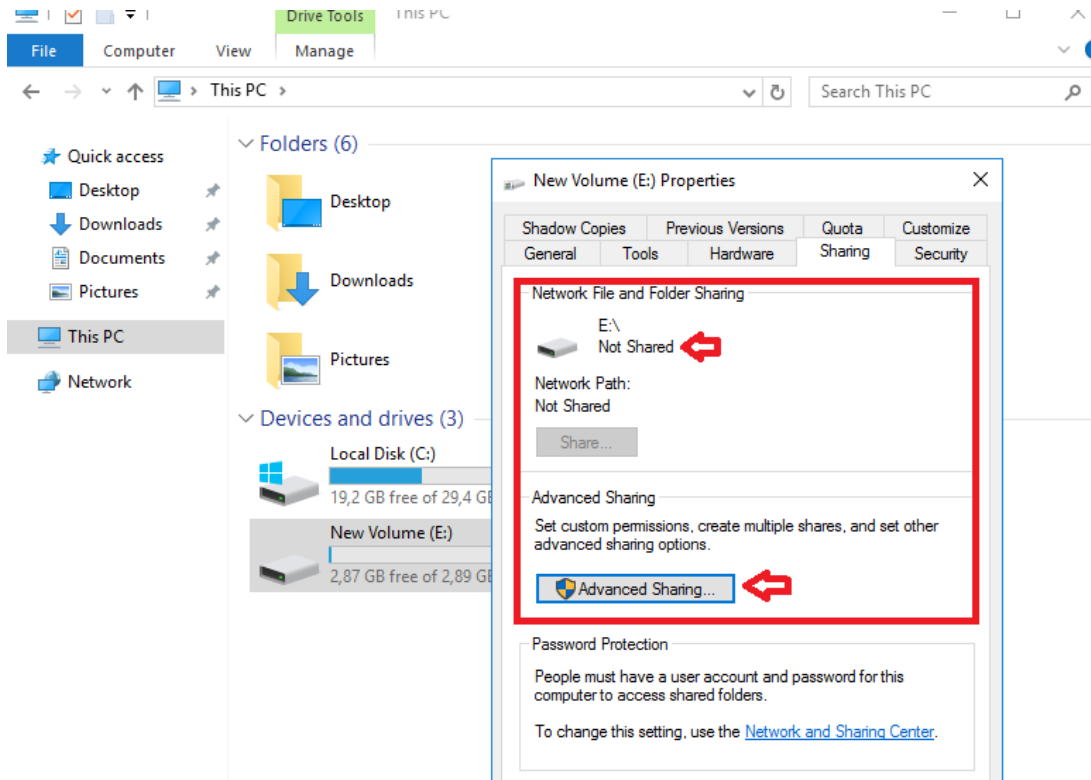 Drive Tools
This PC
File
Computer
View
Manage
This PC
Search This PC
Quick access
Desktop
Downloads
Documents
Pictures
This PC
Network
Folders (6)
Desktop
Downloads
Pictures
Devices and drives (3)
Local Disk (C:)
19,2 GB free of 29,4 GB
New Volume (E:)
2,87 GB free of 2,89 GB
New Volume (E:) Properties
Shadow Copies
Previous Versions
Quota
Customize
General
Tools
Hardware
Sharing
Security
Network File and Folder Sharing
E:\
Not Shared
Network Path:
Not Shared
Share...
Advanced Sharing
Set custom permissions, create multiple shares, and set other
advanced sharing options.
Advanced Sharing...
Password Protection
People must have a user account and password for this
computer to access shared folders.
To change this setting, use the Network and Sharing Center.